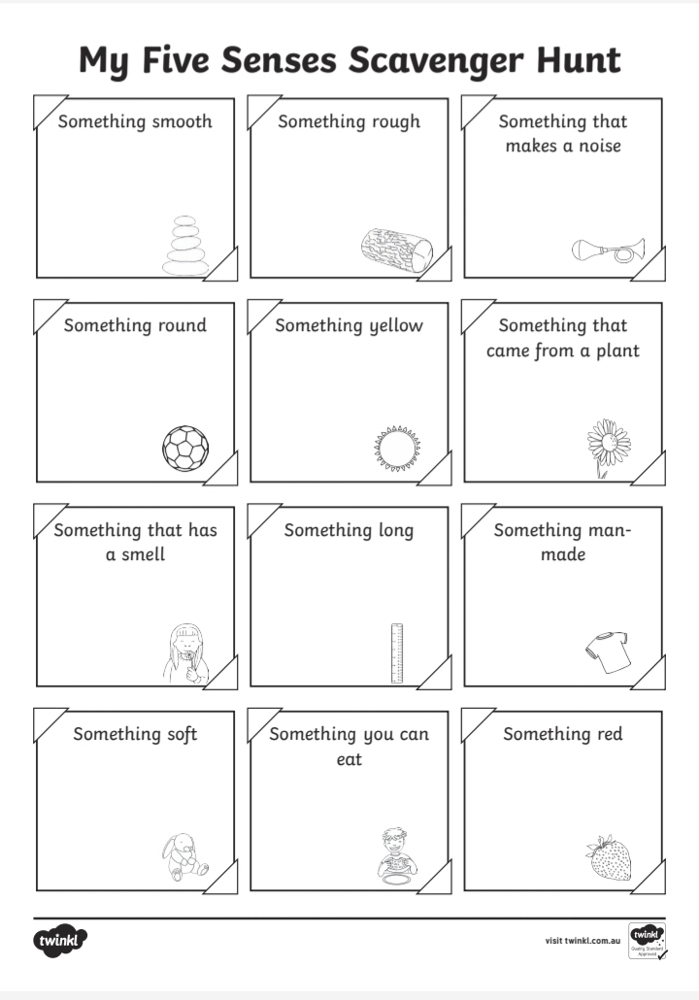 My Five Senses Scavenger Hunt
Something smooth
Something rough
Something that
makes a noise
Something round
Something yellow
Something that
came from a plant
Something that has
a smell
Something long
Something man-
made
Something soft
Something you can
eat
Something red
twinkl
visit twinkl.com.au
twinkl
Quality Standard
Approved